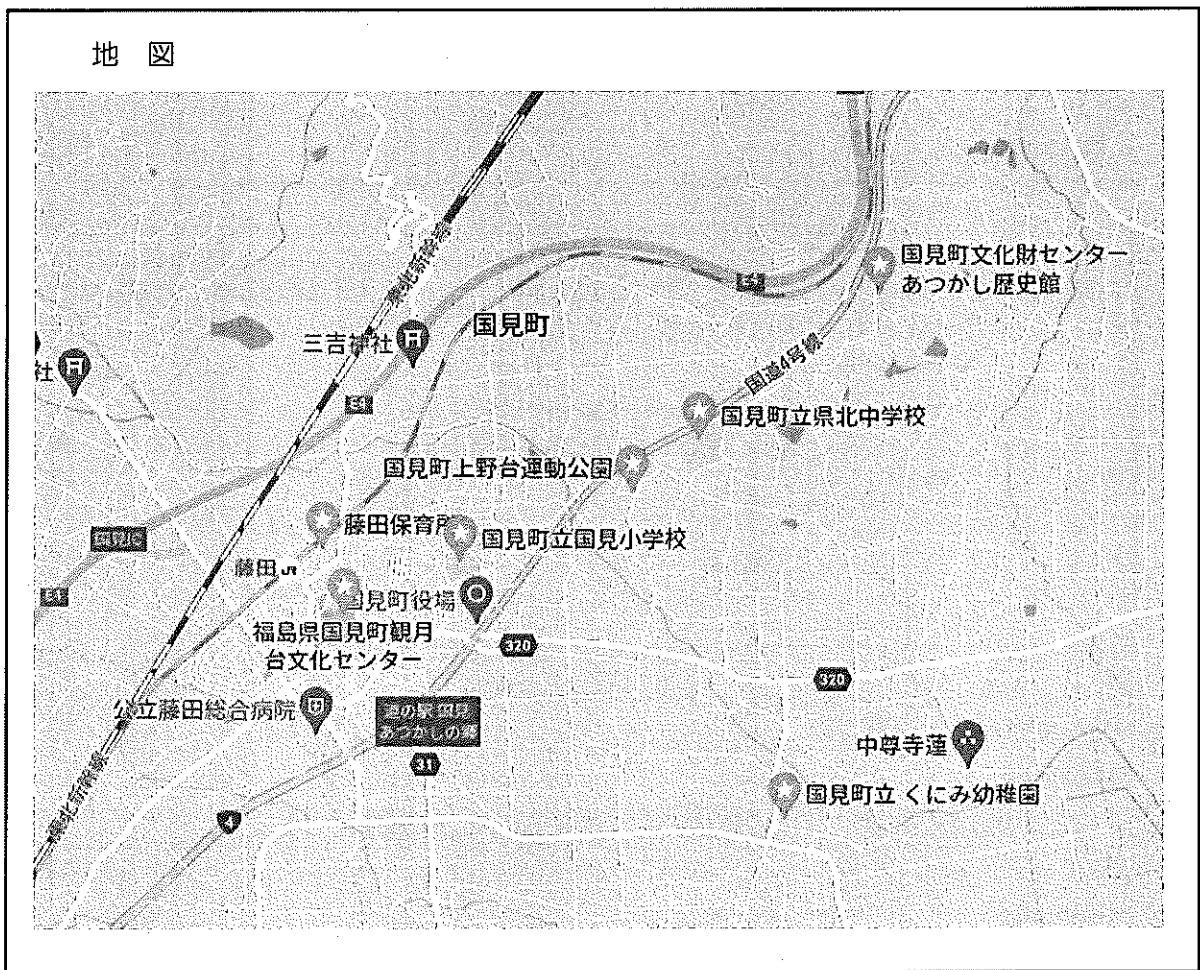 地 図
東北新幹線
国見町文化財センター
あつかし歴史館
国見町
三吉神社
社
E4
国道4号線
E4
国見町立県北中学校
国見町上野台運動公園
藤田保育所
国見町立国見小学校
国見IC
藤田 JR
E4
国見町役場
福島県国見町観月
台文化センター
320
320
公立藤田総合病院
道の駅 国見
あつかしの郷
中尊寺蓮
31
国見町立 くにみ幼稚園
東北新幹線
4